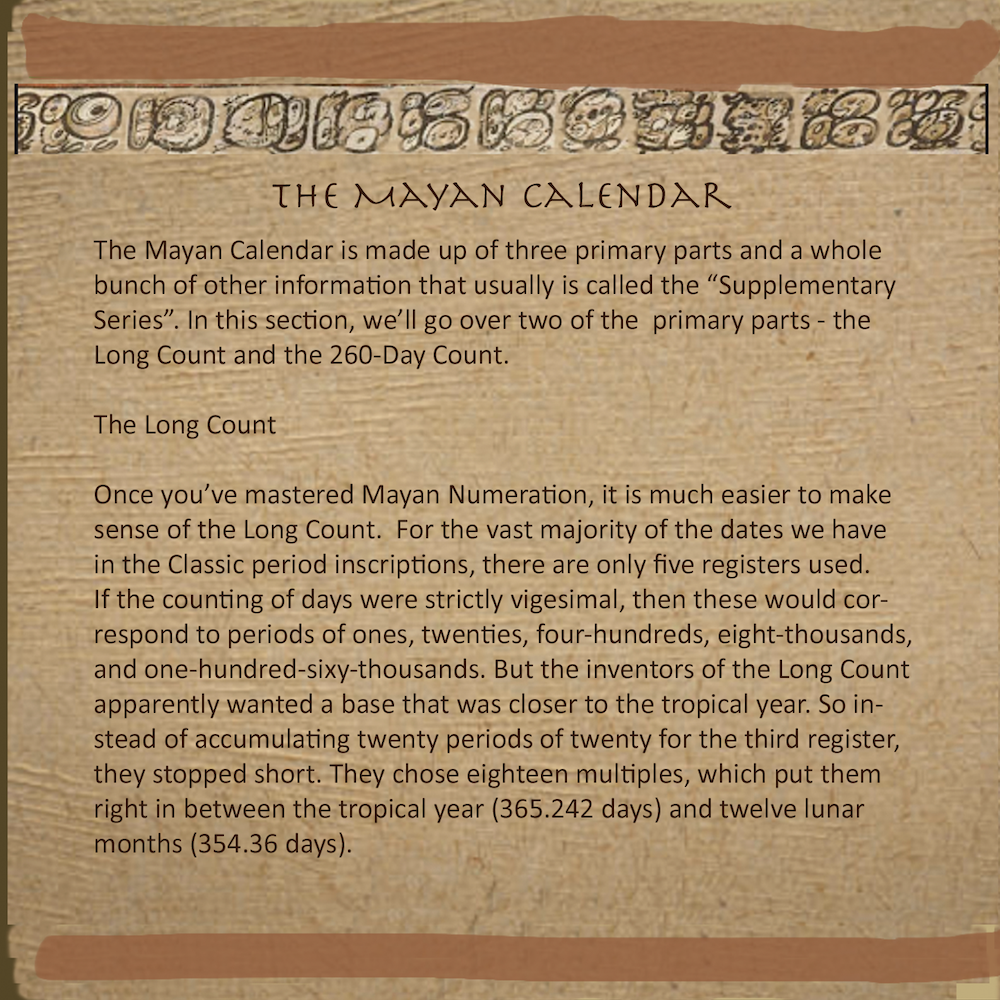 THE MAYAN CALENDAR
The Mayan Calendar is made up of three primary parts and a whole
bunch of other information that usually is called the “Supplementary
Series”. In this section, we’ll go over two of the  primary parts - the
Long Count and the 260-Day Count.
The Long Count
Once you’ve mastered Mayan Numeration, it is much easier to make
sense of the Long Count.  For the vast majority of the dates we have
in the Classic period inscriptions, there are only five registers used.
If the counting of days were strictly vigesimal, then these would cor-
respond to periods of ones, twenties, four-hundreds, eight-thousands,
and one-hundred-sixy-thousands. But the inventors of the Long Count
apparently wanted a base that was closer to the tropical year. So in-
stead of accumulating twenty periods of twenty for the third register,
they stopped short. They chose eighteen multiples, which put them
right in between the tropical year (365.242 days) and twelve lunar
months (354.36 days).